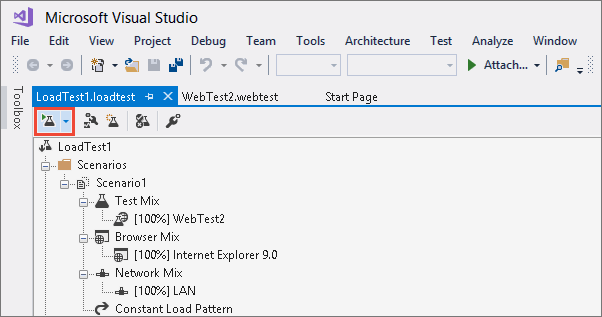 Microsoft Visual Studio
File Edit View Project Debug Team Tools Architecture Test Analyze Window
Attach...
Toolbox
LoadTest1.loadtest WebTest2.webtest Start Page
LoadTest1
Scenarios
Scenario1
Test Mix
[100%] WebTest2
Browser Mix
[100%] Internet Explorer 9.0
Network Mix
[100%] LAN
Constant Load Pattern